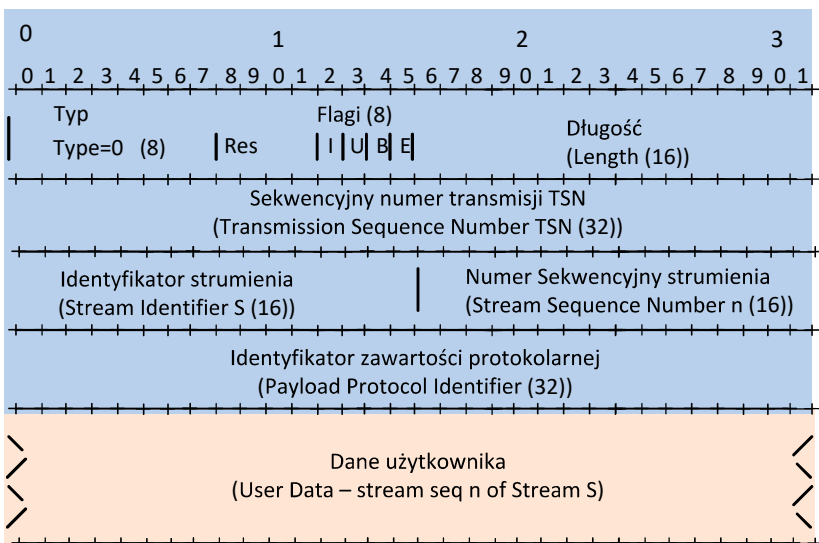 0 1 2 3
0 1 2 3 4 5 6 7 8 9 0 1 2 3 4 5 6 7 8 9 0 1 2 3 4 5 6 7 8 9 0 1
Typ Flagi (8)
Type=0 (8) Res I U B E
Długość
(Length (16))
Sekwencyjny numer transmisji TSN
(Transmission Sequence Number TSN (32))
Identyfikator strumienia
(Stream Identifier S (16))
Numer Sekwencyjny strumienia
(Stream Sequence Number n (16))
Identyfikator zawartości protokolarnej
(Payload Protocol Identifier (32))
Dane użytkownika
(User Data – stream seq n of Stream S)